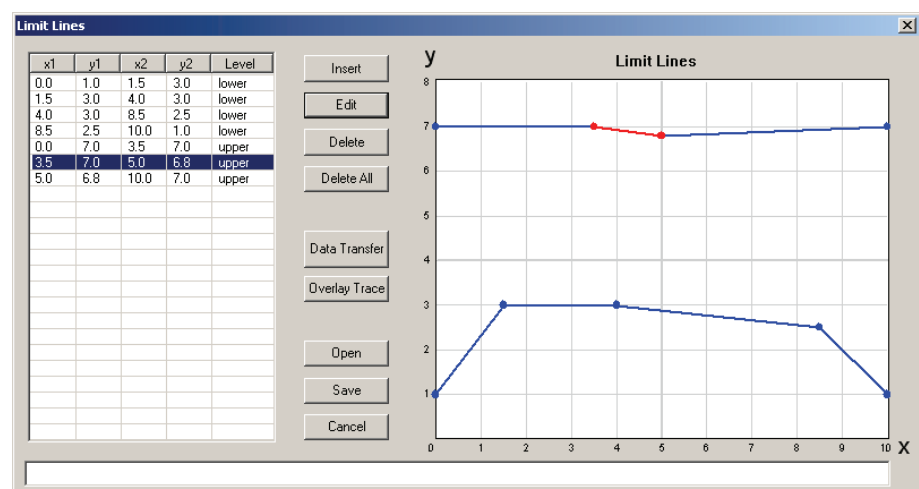 Limit Lines
x1 y1 x2 y2 Level
0.0 1.0 1.5 3.0 lower
1.5 3.0 4.0 3.0 lower
4.0 3.0 8.5 2.5 lower
8.5 2.5 10.0 1.0 lower
0.0 7.0 3.5 7.0 upper
3.5 7.0 5.0 6.8 upper
5.0 6.8 10.0 7.0 upper
Insert
Edit
Delete
Delete All
Data Transfer
Overlay Trace
Open
Save
Cancel
y
Limit Lines
8
7
6
5
4
3
2
1
0 1 2 3 4 5 6 7 8 9 10 X